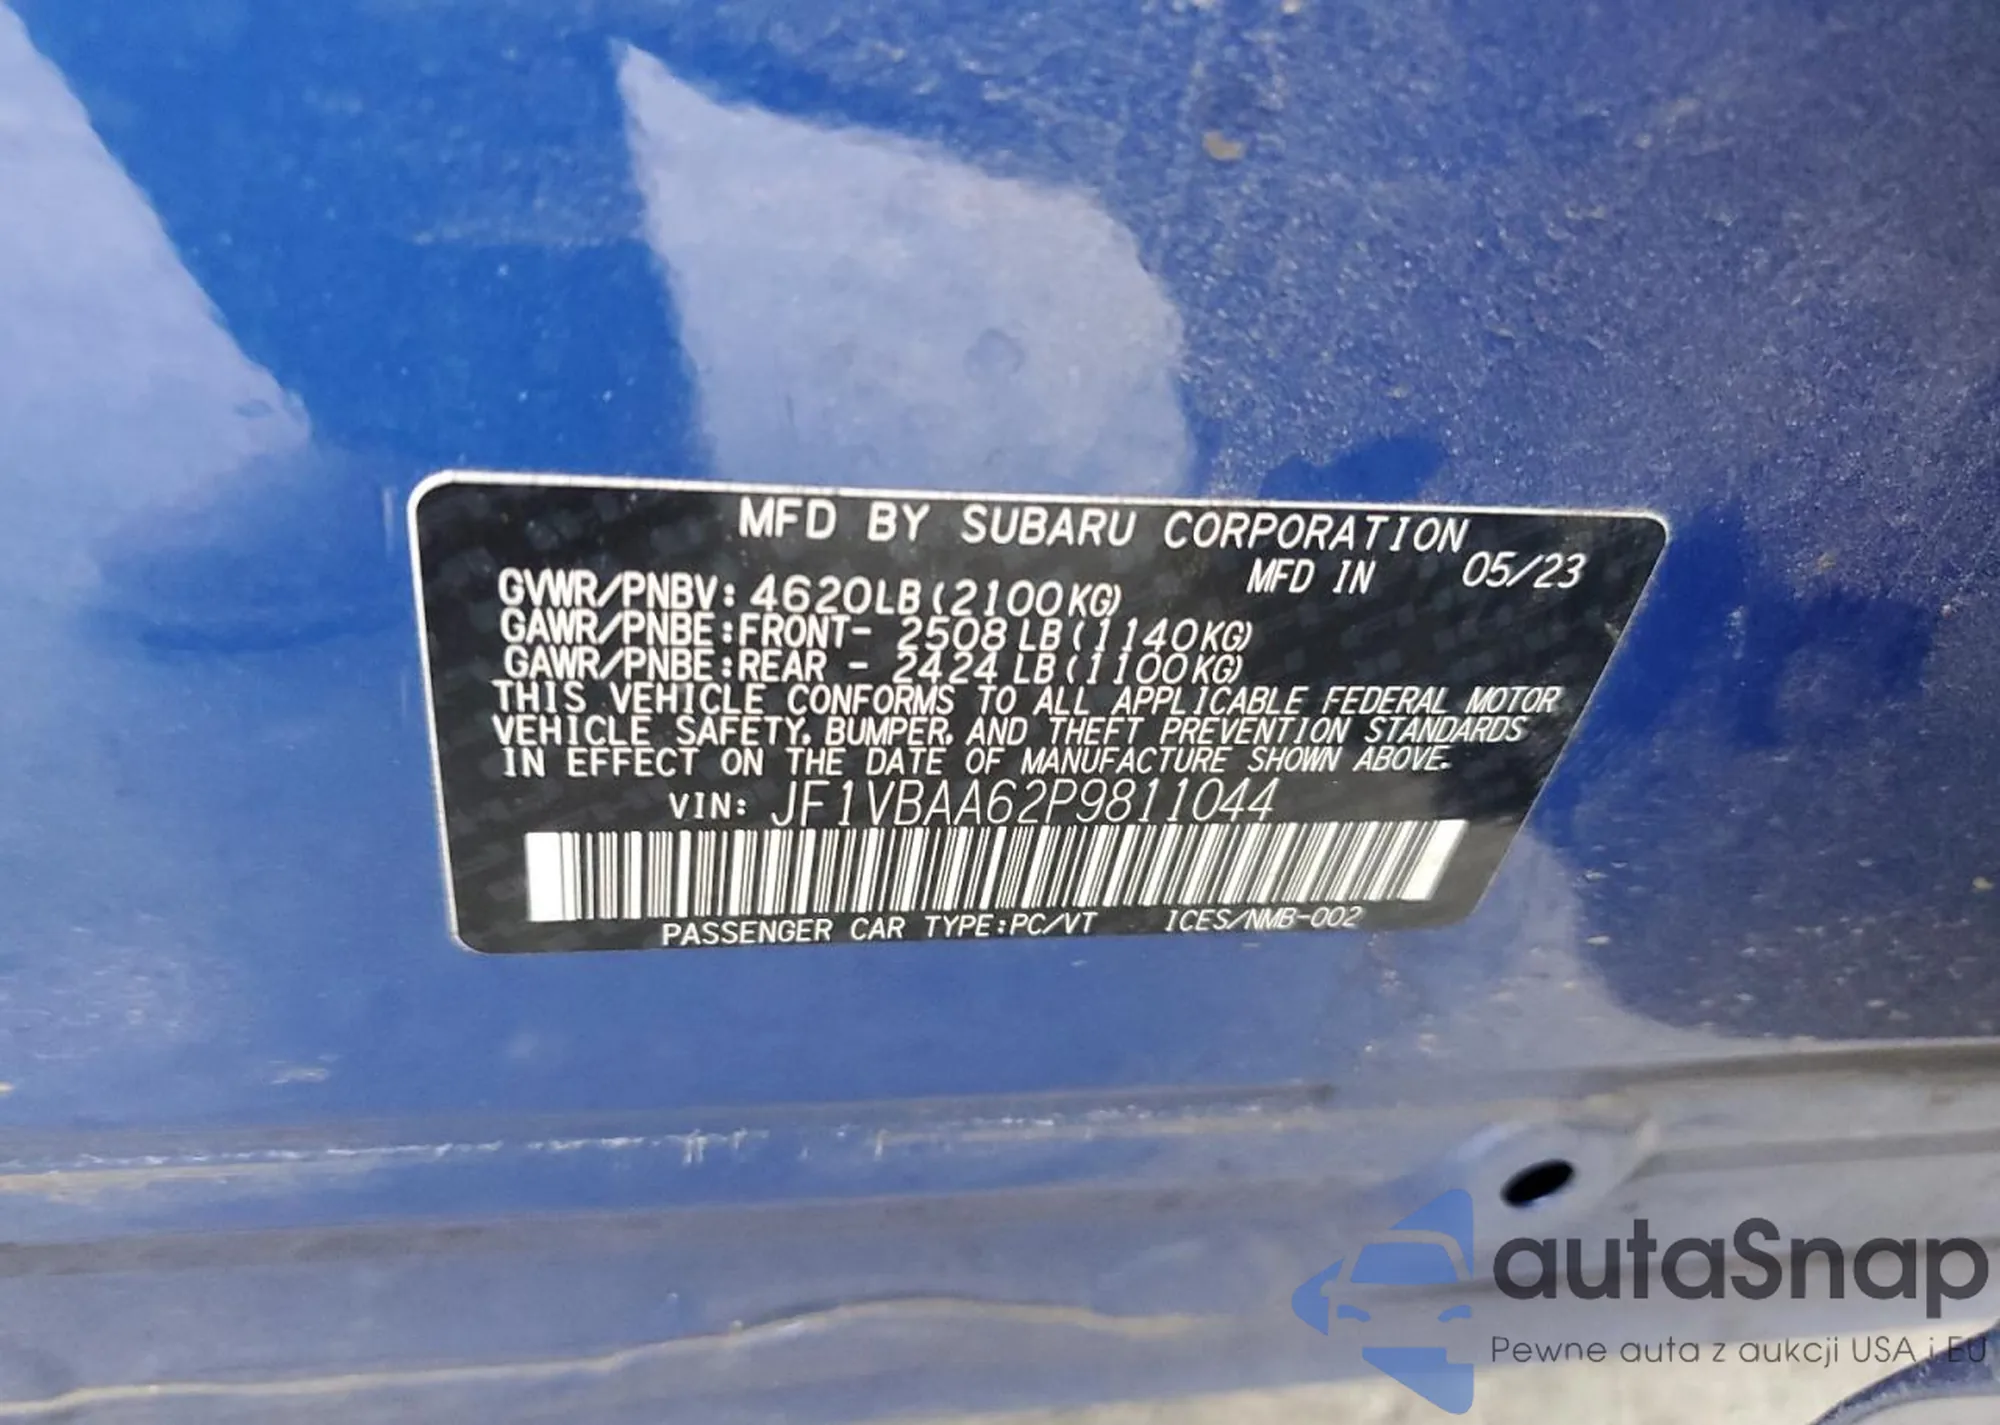 MFD BY SUBARU CORPORATION
MFD IN 05/23
GVWR/PNBV: 4620LB (2100KG)
GAWR/PNBE:FRONT- 2508 LB (1140KG)
GAWR/PNBE:REAR - 2424 LB (1100KG)
THIS VEHICLE CONFORMS TO ALL APPLICABLE FEDERAL MOTOR
VEHICLE SAFETY, BUMPER, AND THEFT PREVENTION STANDARDS
IN EFFECT ON THE DATE OF MANUFACTURE SHOWN ABOVE.
VIN: JF1VBAA62P9811044
PASSENGER CAR TYPE:PC/VT ICES/NMB-002
autaSnap
Pewne auta z aukcji USA i EU